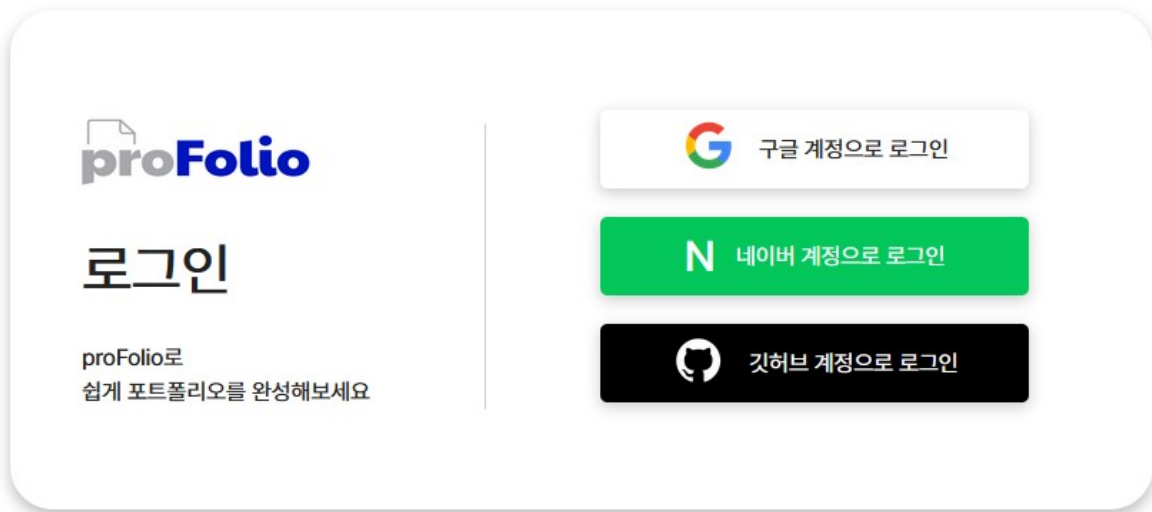 proFolio
로그인
proFolio로
쉽게 포트폴리오를 완성해보세요
구글 계정으로 로그인
N 네이버 계정으로 로그인
깃허브 계정으로 로그인